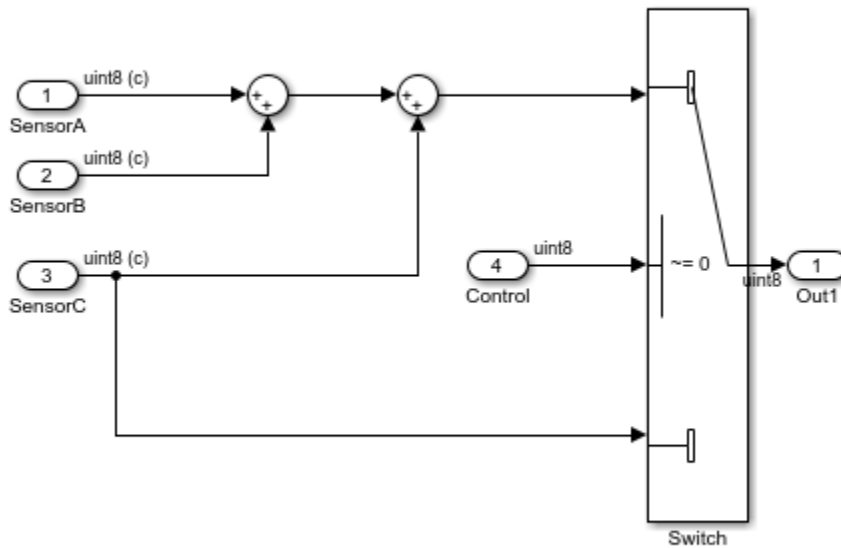 uint8 (c)
1
SensorA
+
+
+
+
uint8 (c)
2
SensorB
uint8 (c)
3
SensorC
uint8
4
Control
~= 0
uint8
1
Out1
Switch